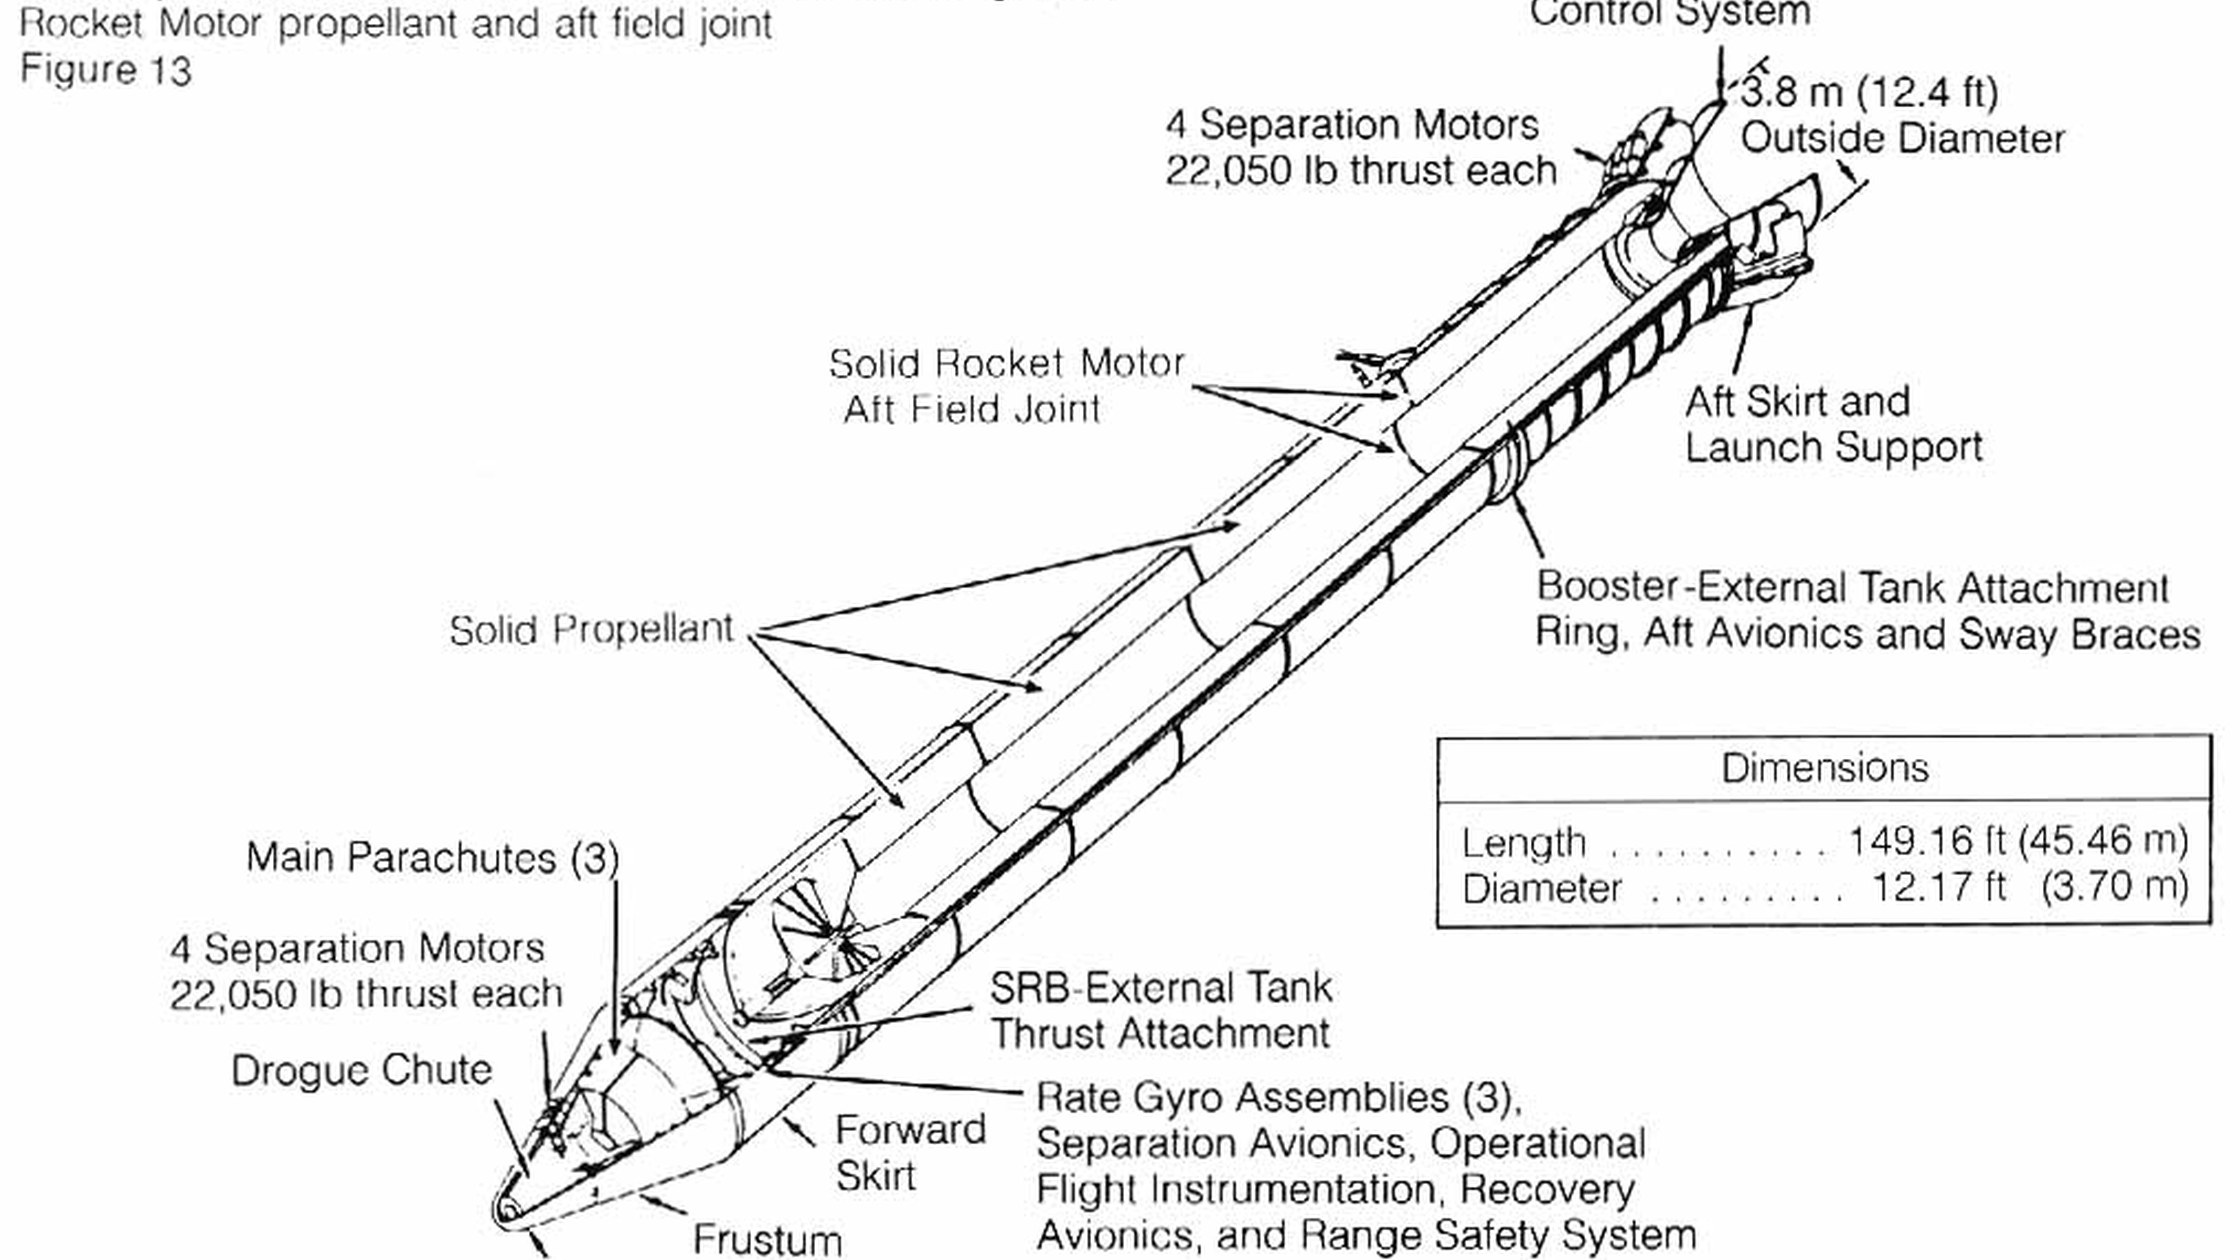 Rocket Motor propellant and aft field joint
Figure 13
Control System
3.8 m (12.4 ft)
Outside Diameter
4 Separation Motors
22,050 lb thrust each
Solid Rocket Motor
Aft Field Joint
Aft Skirt and
Launch Support
Solid Propellant
Booster-External Tank Attachment
Ring, Aft Avionics and Sway Braces
Dimensions
Length .......... 149.16 ft (45.46 m)
Diameter ......... 12.17 ft (3.70 m)
Main Parachutes (3)
4 Separation Motors
22,050 lb thrust each
Drogue Chute
SRB-External Tank
Thrust Attachment
Rate Gyro Assemblies (3),
Separation Avionics, Operational
Flight Instrumentation, Recovery
Avionics, and Range Safety System
Forward
Skirt
Frustum